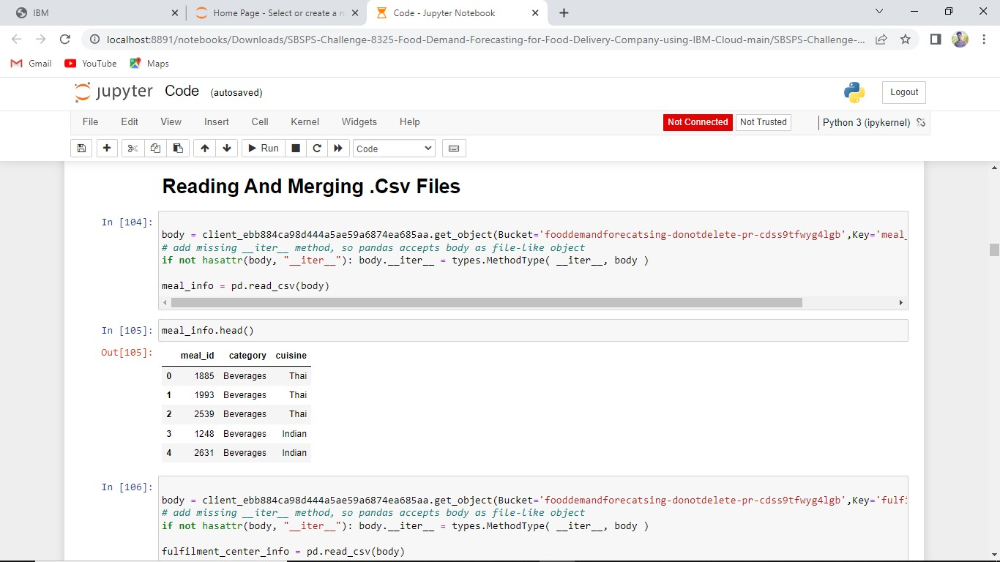 IBM
Home Page - Select or create a n
Code - Jupyter Notebook
localhost:8891/notebooks/Downloads/SBSPS-Challenge-8325-Food-Demand-Forecasting-for-Food-Delivery-Company-using-IBM-Cloud-main/SBSPS-Challenge-...
Gmail YouTube Maps
jupyter Code (autosaved) Logout
File Edit View Insert Cell Kernel Widgets Help Not Connected Not Trusted Python 3 (ipykernel)
Run Code
Reading And Merging .Csv Files
In [104]:
body = client_ebb884ca98d444a5ae59a6874ea685aa.get_object(Bucket='fooddemandforecatsing-donotdelete-pr-cdss9tfwyg4lgb',Key='meal_
# add missing __iter__ method, so pandas accepts body as file-like object
if not hasattr(body, "__iter__"): body.__iter__ = types.MethodType( __iter__, body )
meal_info = pd.read_csv(body)
In [105]: meal_info.head()
Out[105]:
meal_id category cuisine
0 1885 Beverages Thai
1 1993 Beverages Thai
2 2539 Beverages Thai
3 1248 Beverages Indian
4 2631 Beverages Indian
In [106]:
body = client_ebb884ca98d444a5ae59a6874ea685aa.get_object(Bucket='fooddemandforecatsing-donotdelete-pr-cdss9tfwyg4lgb',Key='fulfi
# add missing __iter__ method, so pandas accepts body as file-like object
if not hasattr(body, "__iter__"): body.__iter__ = types.MethodType( __iter__, body )
fulfilment_center_info = pd.read_csv(body)